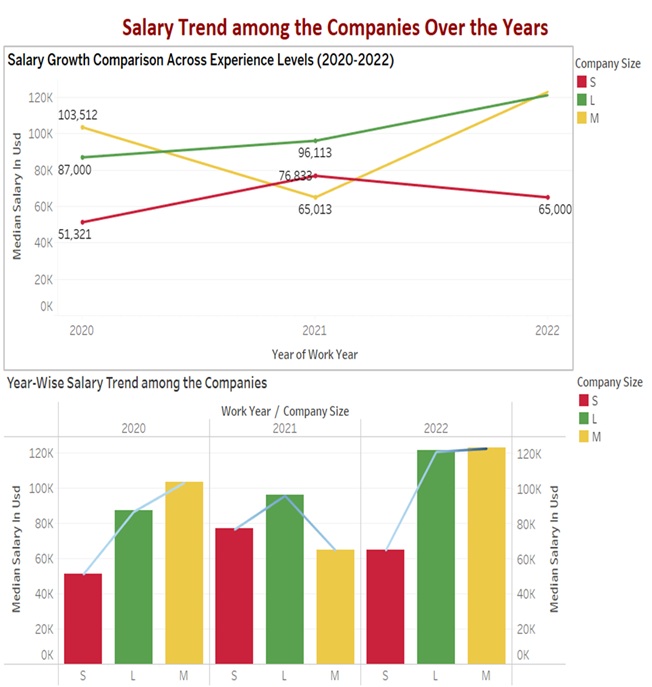 Salary Trend among the Companies Over the Years
Salary Growth Comparison Across Experience Levels (2020-2022)
Company Size
S
L
M
Median Salary In Usd
120K
100K
80K
60K
40K
20K
0K
103,512
87,000
51,321
96,113
76,833
65,013
65,000
2020 2021 2022
Year of Work Year
Year-Wise Salary Trend among the Companies
Company Size
S
L
M
Work Year / Company Size
2020 2021 2022
Median Salary In Usd
120K
100K
80K
60K
40K
20K
0K
120K
100K
80K
60K
40K
20K
0K
Median Salary In Usd
S L M S L M S L M